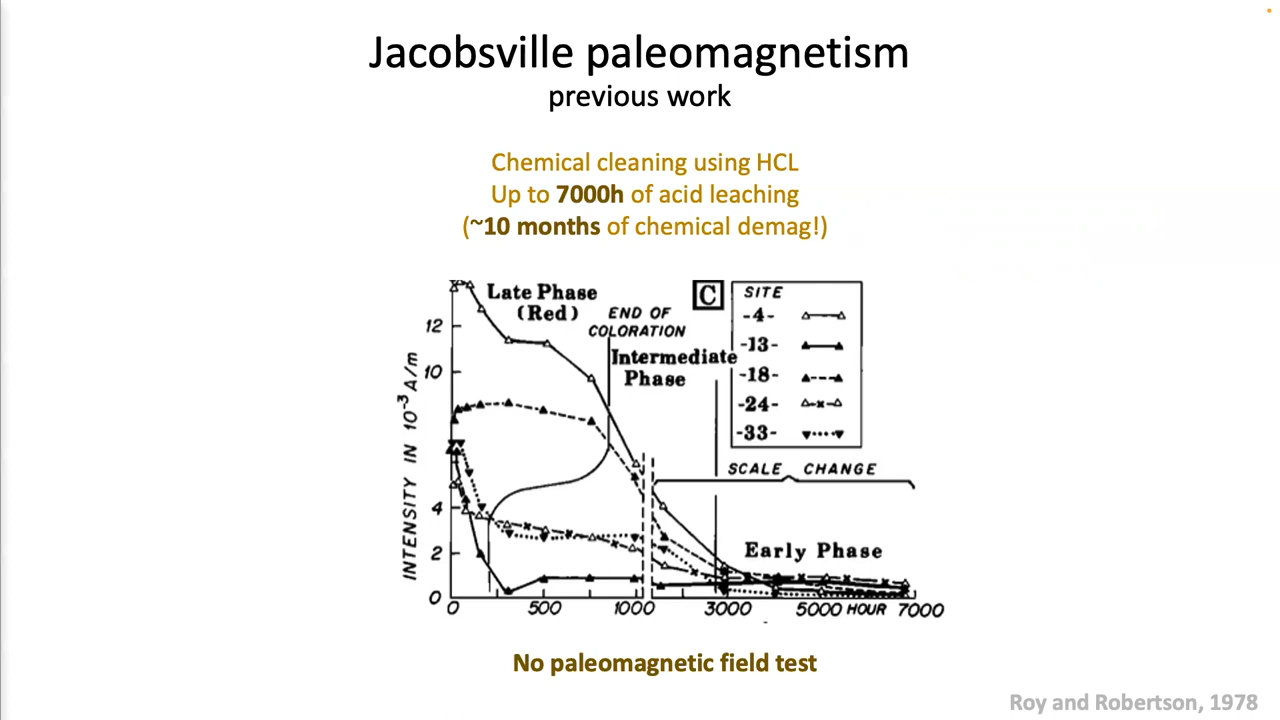 Jacobsville paleomagnetism
previous work
Chemical cleaning using HCL
Up to 7000h of acid leaching
(~10 months of chemical demag!)
Late Phase
(Red)
END OF
COLORATION
Intermediate
Phase
C
SITE
-4-
-13-
-18-
-24-
-33-
SCALE CHANGE
Early Phase
INTENSITY IN 10⁻³ A/m
12
10
4
2
0
0
500
1000
0
3000
5000
HOUR
7000
No paleomagnetic field test
Roy and Robertson, 1978